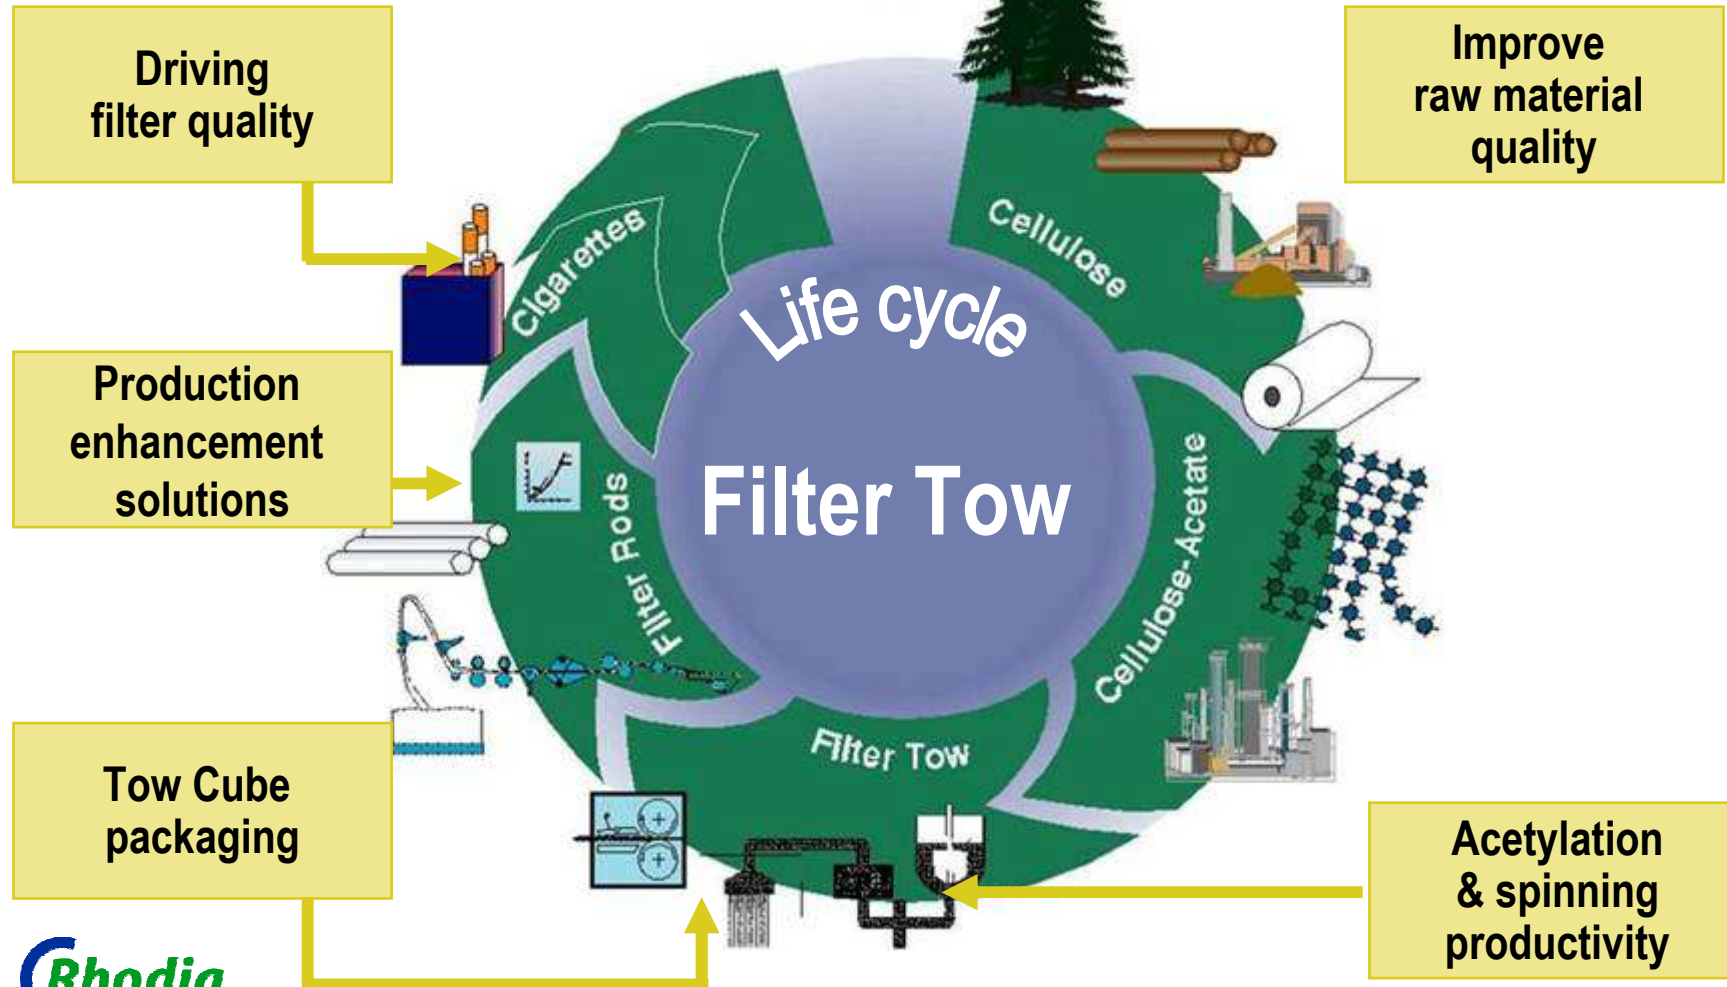 Driving
filter quality
Improve
raw material
quality
Cigarettes
Cellulose
Life cycle
Filter Tow
Production
enhancement
solutions
Filter Rods
Cellulose-Acetate
Filter Tow
Tow Cube
packaging
Acetylation
& spinning
productivity
Rhodia